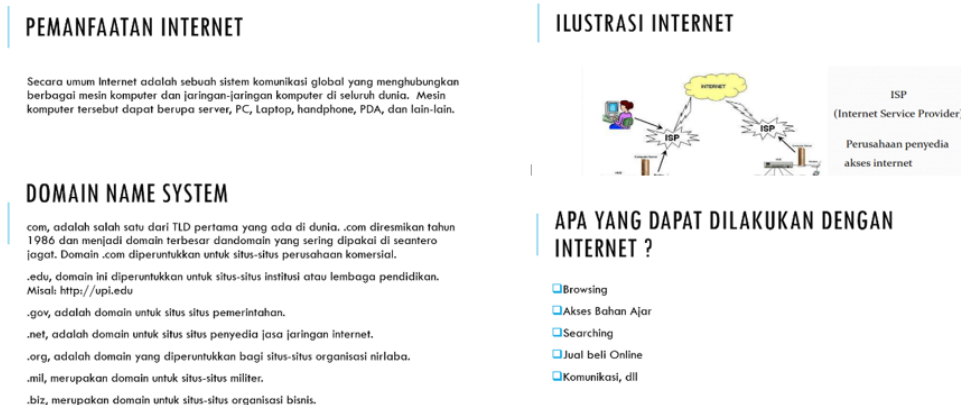 PEMANFAATAN INTERNET
Secara umum Internet adalah sebuah sistem komunikasi global yang menghubungkan
berbagai mesin komputer dan jaringan-jaringan komputer di seluruh dunia. Mesin
komputer tersebut dapat berupa server, PC, Laptop, handphone, PDA, dan lain-lain.
ILUSTRASI INTERNET
INTERNET
ISP
ISP
ISP
(Internet Service Provider)
Perusahaan penyedia
akses internet
DOMAIN NAME SYSTEM
com, adalah salah satu dari TLD pertama yang ada di dunia. .com diresmikan tahun
1986 dan menjadi domain terbesar dandomain yang sering dipakai di seantero
jagat. Domain .com diperuntukkan untuk situs-situs perusahaan komersial.
.edu, domain ini diperuntukkan untuk situs-situs institusi atau lembaga pendidikan.
Misal: http://upi.edu
.gov, adalah domain untuk situs situs pemerintahan.
.net, adalah domain untuk situs situs penyedia jasa jaringan internet.
.org, adalah domain yang diperuntukkan bagi situs-situs organisasi nirlaba.
.mil, merupakan domain untuk situs-situs militer.
.biz, merupakan domain untuk situs-situs organisasi bisnis.
APA YANG DAPAT DILAKUKAN DENGAN
INTERNET ?
Browsing
Akses Bahan Ajar
Searching
Jual beli Online
Komunikasi, dll